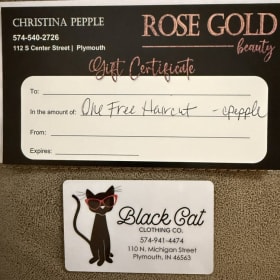 CHRISTINA PEPPLE
574-540-2726
112 S Center Street | Plymouth
ROSE GOLD
beauty
Gift Certificate
To:
In the amount of: One Free Haircut - cpepple
From:
Expires:
Black Cat
CLOTHING CO.
574-941-4474
110 N. Michigan Street
Plymouth, IN 46563